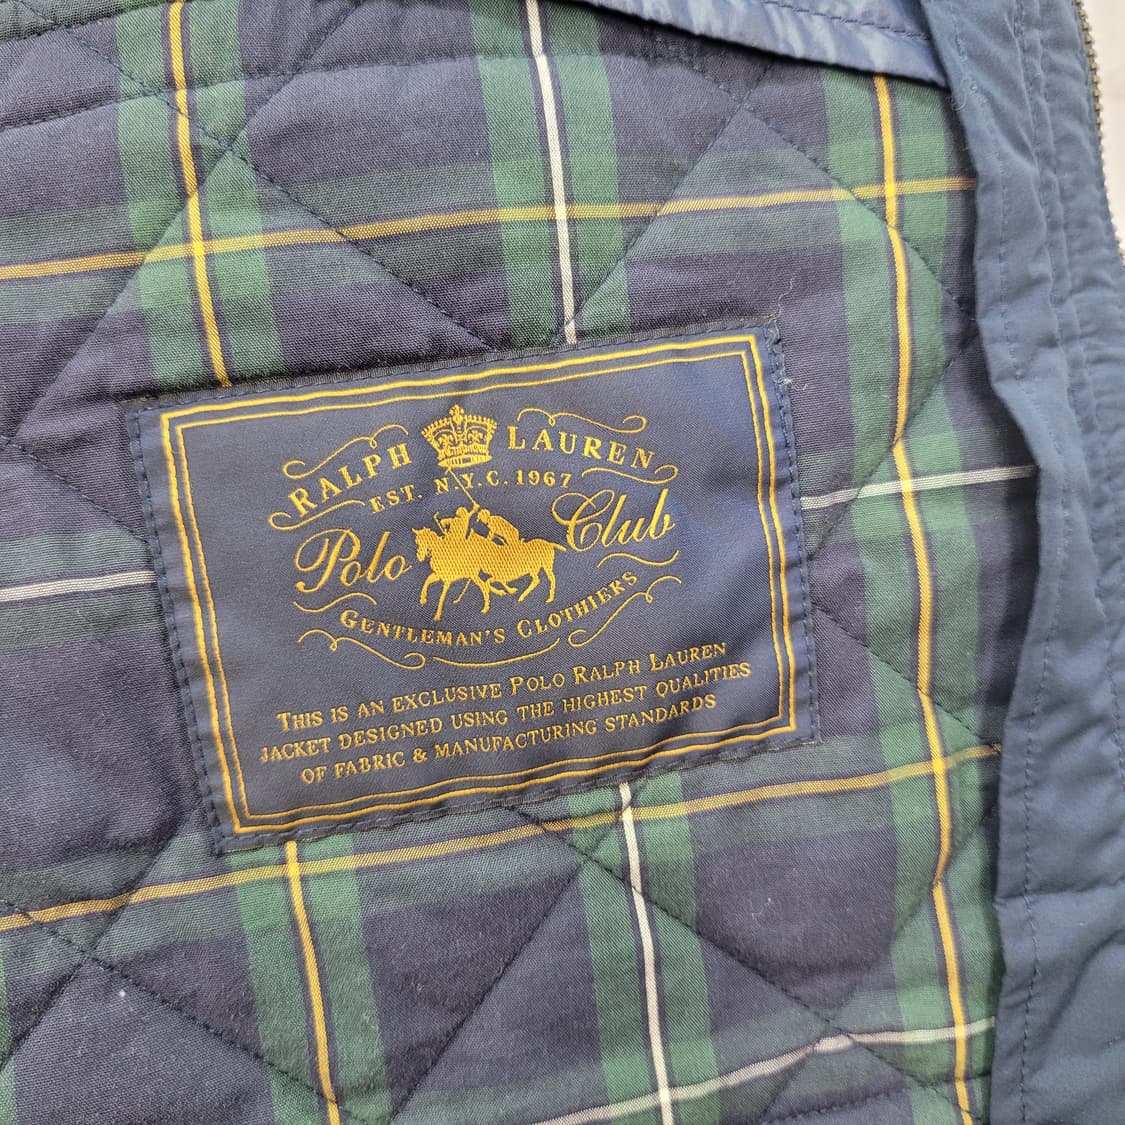 RALPH LAUREN
EST. N.Y.C. 1967
Polo Club
GENTLEMAN'S CLOTHIERS
THIS IS AN EXCLUSIVE POLO RALPH LAUREN
JACKET DESIGNED USING THE HIGHEST QUALITIES
OF FABRIC & MANUFACTURING STANDARDS